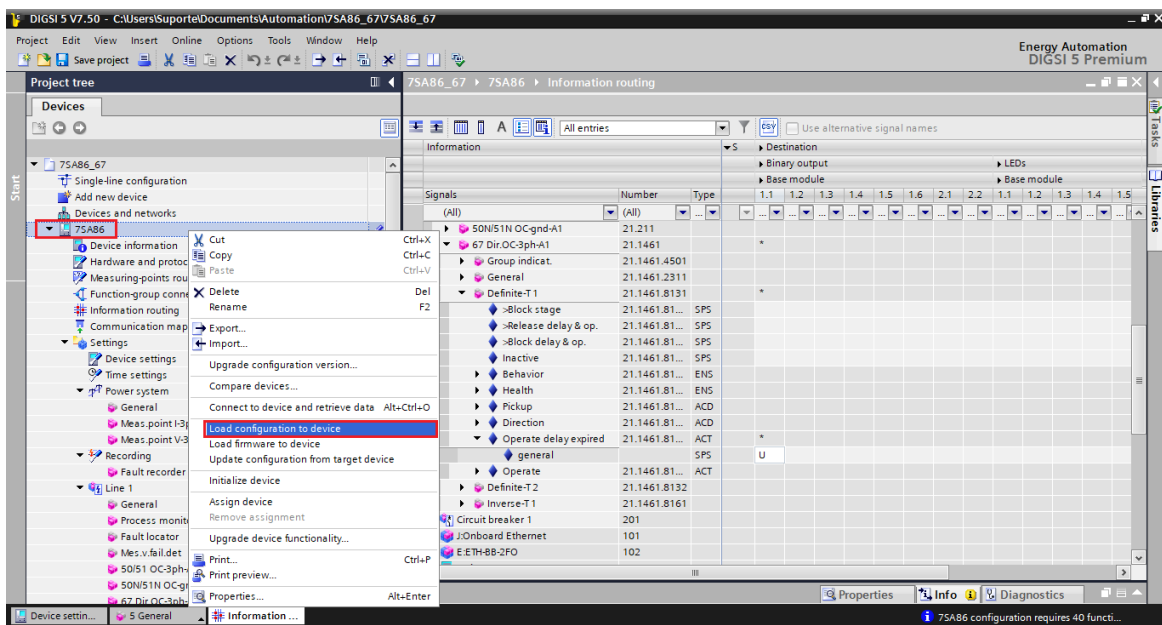 DIGSI 5 V7.50 - C:\Users\Suporte\Documents\Automation\7SA86_67\7SA86_67
Project Edit View Insert Online Options Tools Window Help
Energy Automation
DIGSI 5 Premium
Save project
Project tree
7SA86_67 7SA86 Information routing
Devices
Tasks
Libraries
Start
All entries
csv
Use alternative signal names
Information S Destination
Binary output LEDs
Base module Base module
Signals Number Type 1.1 1.2 1.3 1.4 1.5 1.6 2.1 2.2 1.1 1.2 1.3 1.4 1.5
(All) (All) ... ... ... ... ... ... ... ... ... ... ... ... ...
7SA86_67
Single-line configuration
Add new device
Devices and networks
7SA86
Device information
Hardware and protoc
Measuring-points rou
Function-group conne
Information routing
Communication map
Settings
Device settings
Time settings
Power system
General
Meas.point I-3p
Meas.point V-3
Recording
Fault recorder
Line 1
General
Process monit
Fault locator
Mes.v.fail.det
50/51 OC-3ph-
50N/51N OC-gr
67 Dir.OC-3ph-
Cut Ctrl+X
Copy Ctrl+C
Paste Ctrl+V
Delete Del
Rename F2
Export...
Import...
Upgrade configuration version...
Compare devices...
Connect to device and retrieve data Alt+Ctrl+O
Load configuration to device
Load firmware to device
Update configuration from target device
Initialize device
Assign device
Remove assignment
Upgrade device functionality...
Print... Ctrl+P
Print preview...
Properties... Alt+Enter
50N/51N OC-gnd-A1 21.211
67 Dir.OC-3ph-A1 21.1461 *
Group indicat. 21.1461.4501
General 21.1461.2311
Definite-T 1 21.1461.8131 *
>Block stage 21.1461.81... SPS
>Release delay & op. 21.1461.81... SPS
>Block delay & op. 21.1461.81... SPS
Inactive 21.1461.81... SPS
Behavior 21.1461.81... ENS
Health 21.1461.81... ENS
Pickup 21.1461.81... ACD
Direction 21.1461.81... ACD
Operate delay expired 21.1461.81... ACT *
general SPS U
Operate 21.1461.81... ACT
Definite-T 2 21.1461.8132
Inverse-T 1 21.1461.8161
Circuit breaker 1 201
J:Onboard Ethernet 101
E:ETH-BB-2FO 102
Properties Info Diagnostics
Device settin... 5 General Information ...
7SA86 configuration requires 40 functi...